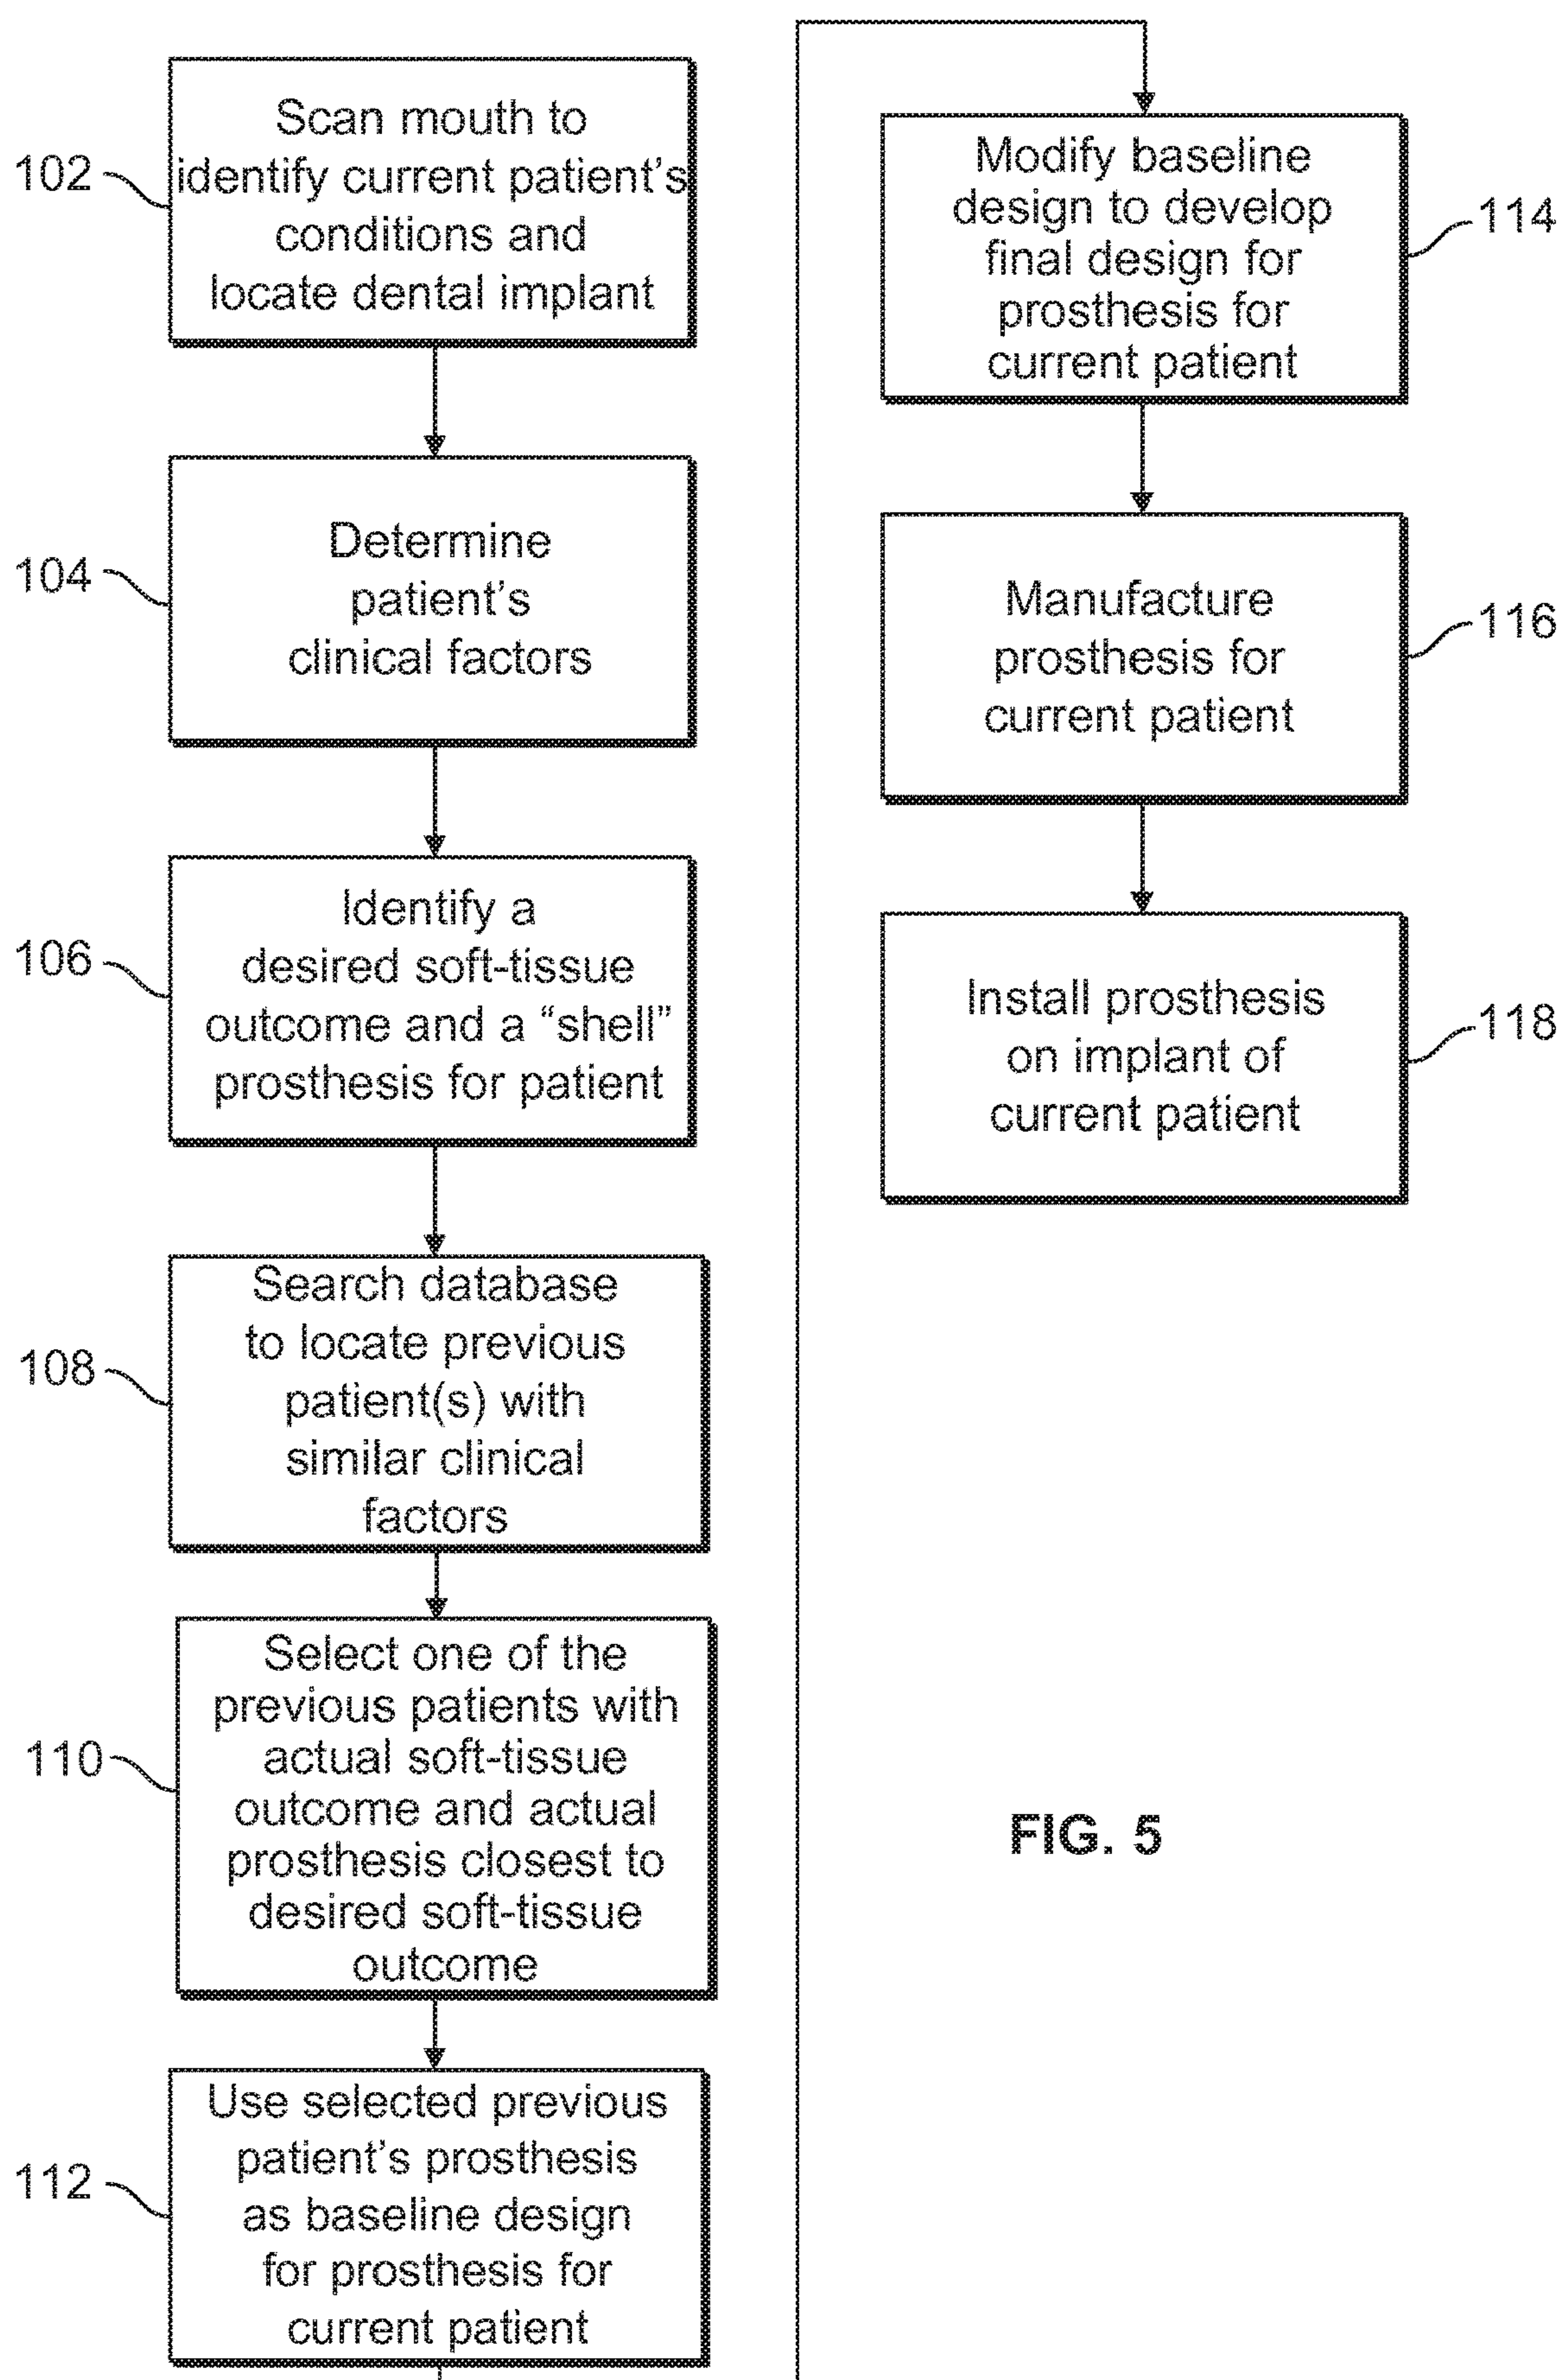 102
Scan mouth to
identify current patient's
conditions and
locate dental implant
104
Determine
patient's
clinical factors
106
Identify a
desired soft-tissue
outcome and a “shell”
prosthesis for patient
108
Search database
to locate previous
patient(s) with
similar clinical
factors
110
Select one of the
previous patients with
actual soft-tissue
outcome and actual
prosthesis closest to
desired soft-tissue
outcome
112
Use selected previous
patient's prosthesis
as baseline design
for prosthesis for
current patient
Modify baseline
design to develop
final design for
prosthesis for
current patient
114
Manufacture
prosthesis for
current patient
116
Install prosthesis
on implant of
current patient
118
FIG. 5